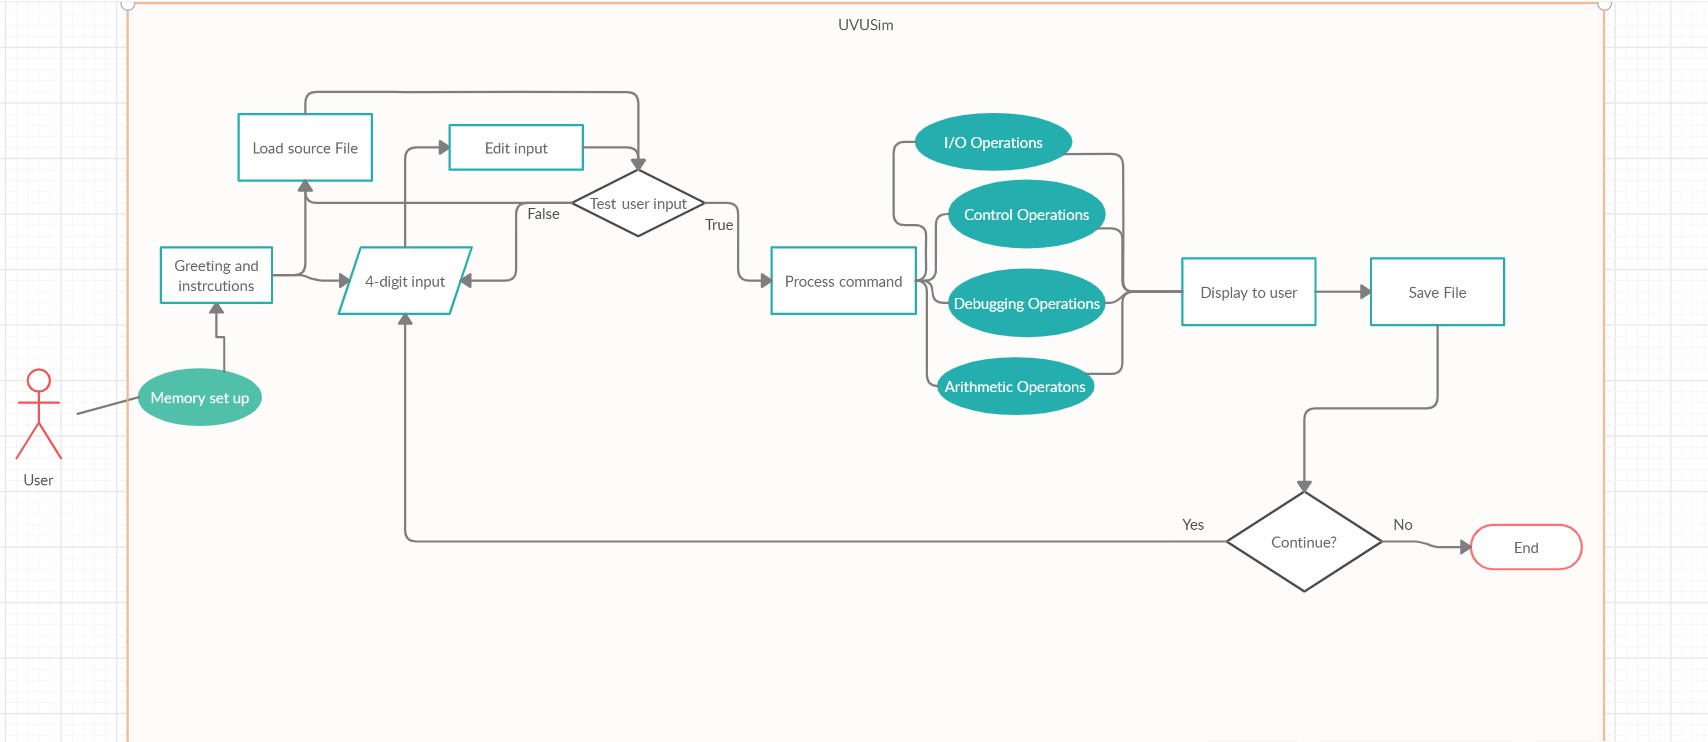 UVUSim
Load source File
Edit input
Test user input
False
True
Greeting and
instrcutions
4-digit input
Process command
I/O Operations
Control Operations
Debugging Operations
Arithmetic Operatons
Display to user
Save File
Memory set up
User
Yes
Continue?
No
End